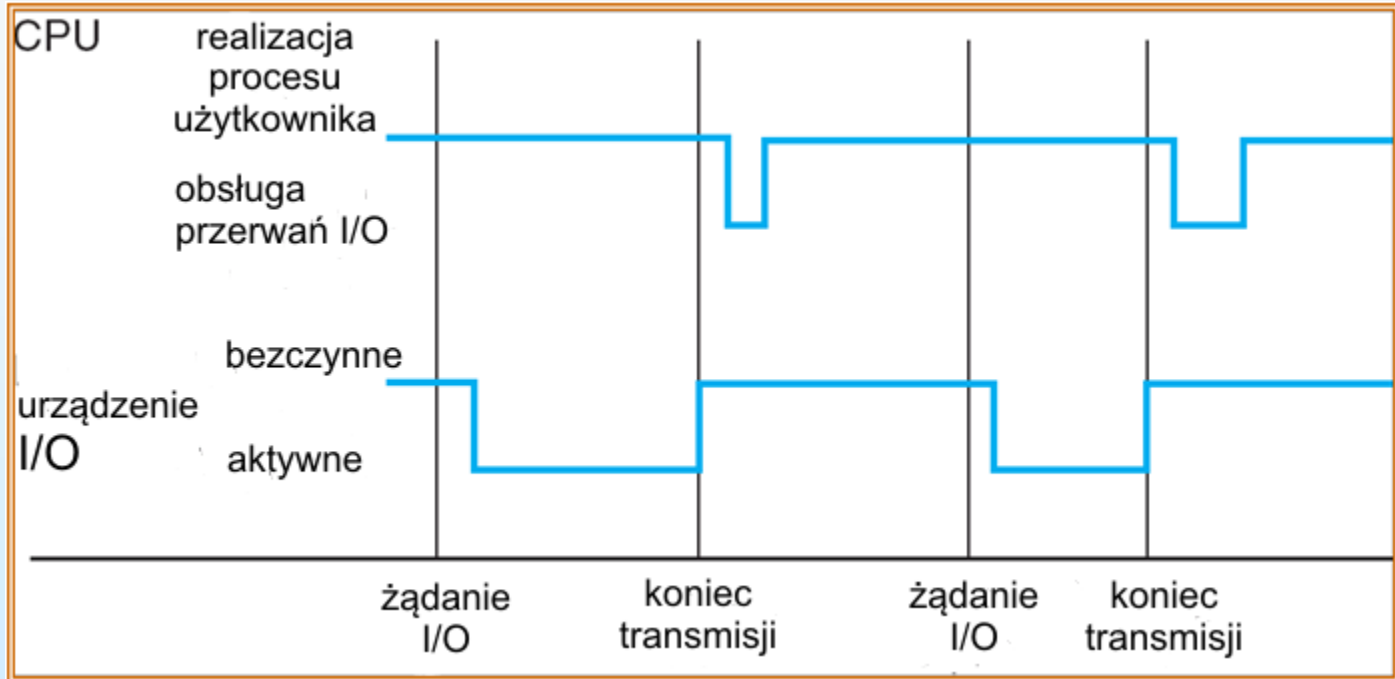 CPU
realizacja
procesu
użytkownika
obsługa
przerwań I/O
bezczynne
urządzenie
I/O
aktywne
żądanie
I/O
koniec
transmisji
żądanie
I/O
koniec
transmisji